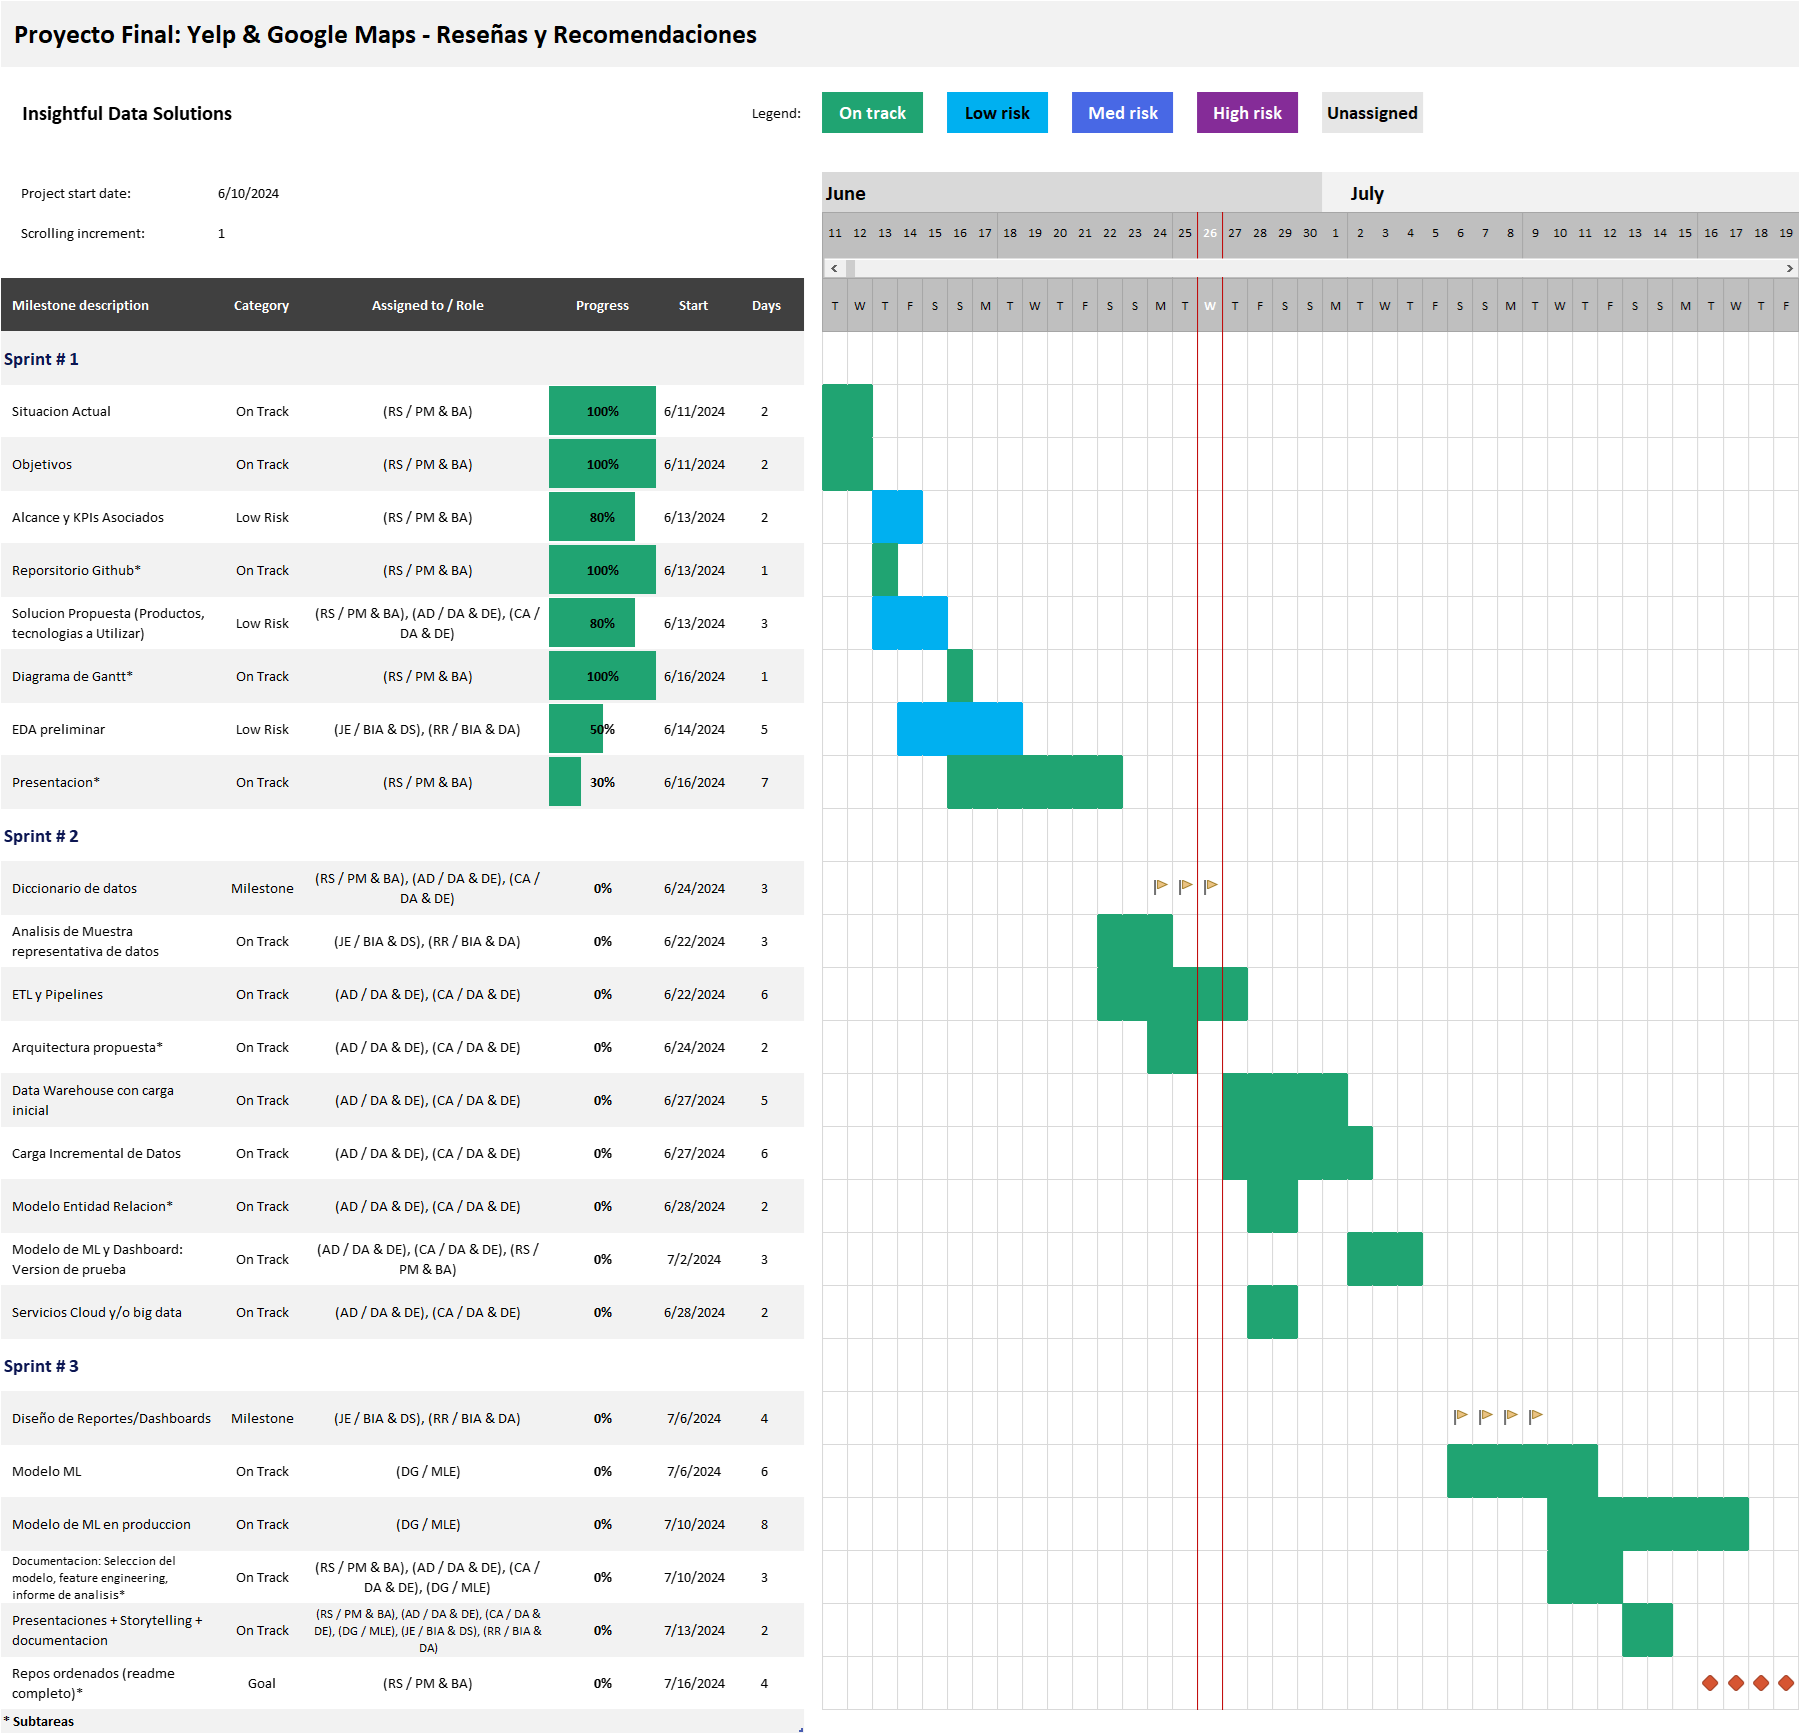 Proyecto Final: Yelp & Google Maps - Reseñas y Recomendaciones
Insightful Data Solutions
Legend:
On track
Low risk
Med risk
High risk
Unassigned
Project start date: 6/10/2024
Scrolling increment: 1
June July
11 12 13 14 15 16 17 18 19 20 21 22 23 24 25 26 27 28 29 30 1 2 3 4 5 6 7 8 9 10 11 12 13 14 15 16 17 18 19
Milestone description Category Assigned to / Role Progress Start Days
T W T F S S M T W T F S S M T W T F S S M T W T F S S M T F S S M T W T F
Sprint # 1
Situacion Actual On Track (RS / PM & BA) 100% 6/11/2024 2
Objetivos On Track (RS / PM & BA) 100% 6/11/2024 2
Alcance y KPIs Asociados Low Risk (RS / PM & BA) 80% 6/13/2024 2
Reporsitorio Github* On Track (RS / PM & BA) 100% 6/13/2024 1
Solucion Propuesta (Productos,
tecnologias a Utilizar)
Low Risk
(RS / PM & BA), (AD / DA & DE), (CA /
DA & DE)
80% 6/13/2024 3
Diagrama de Gantt* On Track (RS / PM & BA) 100% 6/16/2024 1
EDA preliminar Low Risk (JE / BIA & DS), (RR / BIA & DA) 50% 6/14/2024 5
Presentacion* On Track (RS / PM & BA) 30% 6/16/2024 7
Sprint # 2
Diccionario de datos Milestone
(RS / PM & BA), (AD / DA & DE), (CA /
DA & DE)
0% 6/24/2024 3
Analisis de Muestra
representativa de datos
On Track (JE / BIA & DS), (RR / BIA & DA) 0% 6/22/2024 3
ETL y Pipelines On Track (AD / DA & DE), (CA / DA & DE) 0% 6/22/2024 6
Arquitectura propuesta* On Track (AD / DA & DE), (CA / DA & DE) 0% 6/24/2024 2
Data Warehouse con carga
inicial
On Track (AD / DA & DE), (CA / DA & DE) 0% 6/27/2024 5
Carga Incremental de Datos On Track (AD / DA & DE), (CA / DA & DE) 0% 6/27/2024 6
Modelo Entidad Relacion* On Track (AD / DA & DE), (CA / DA & DE) 0% 6/28/2024 2
Modelo de ML y Dashboard:
Version de prueba
On Track
(AD / DA & DE), (CA / DA & DE), (RS /
PM & BA)
0% 7/2/2024 3
Servicios Cloud y/o big data On Track (AD / DA & DE), (CA / DA & DE) 0% 6/28/2024 2
Sprint # 3
Diseño de Reportes/Dashboards Milestone (JE / BIA & DS), (RR / BIA & DA) 0% 7/6/2024 4
Modelo ML On Track (DG / MLE) 0% 7/6/2024 6
Modelo de ML en produccion On Track (DG / MLE) 0% 7/10/2024 8
Documentacion: Seleccion del
modelo, feature engineering,
informe de analisis*
On Track
(RS / PM & BA), (AD / DA & DE), (CA /
DA & DE), (DG / MLE)
0% 7/10/2024 3
Presentaciones + Storytelling +
documentacion
On Track
(RS / PM & BA), (AD / DA & DE), (CA / DA &
DE), (DG / MLE), (JE / BIA & DS), (RR / BIA &
DA)
0% 7/13/2024 2
Repos ordenados (readme
completo)*
Goal (RS / PM & BA) 0% 7/16/2024 4
* Subtareas